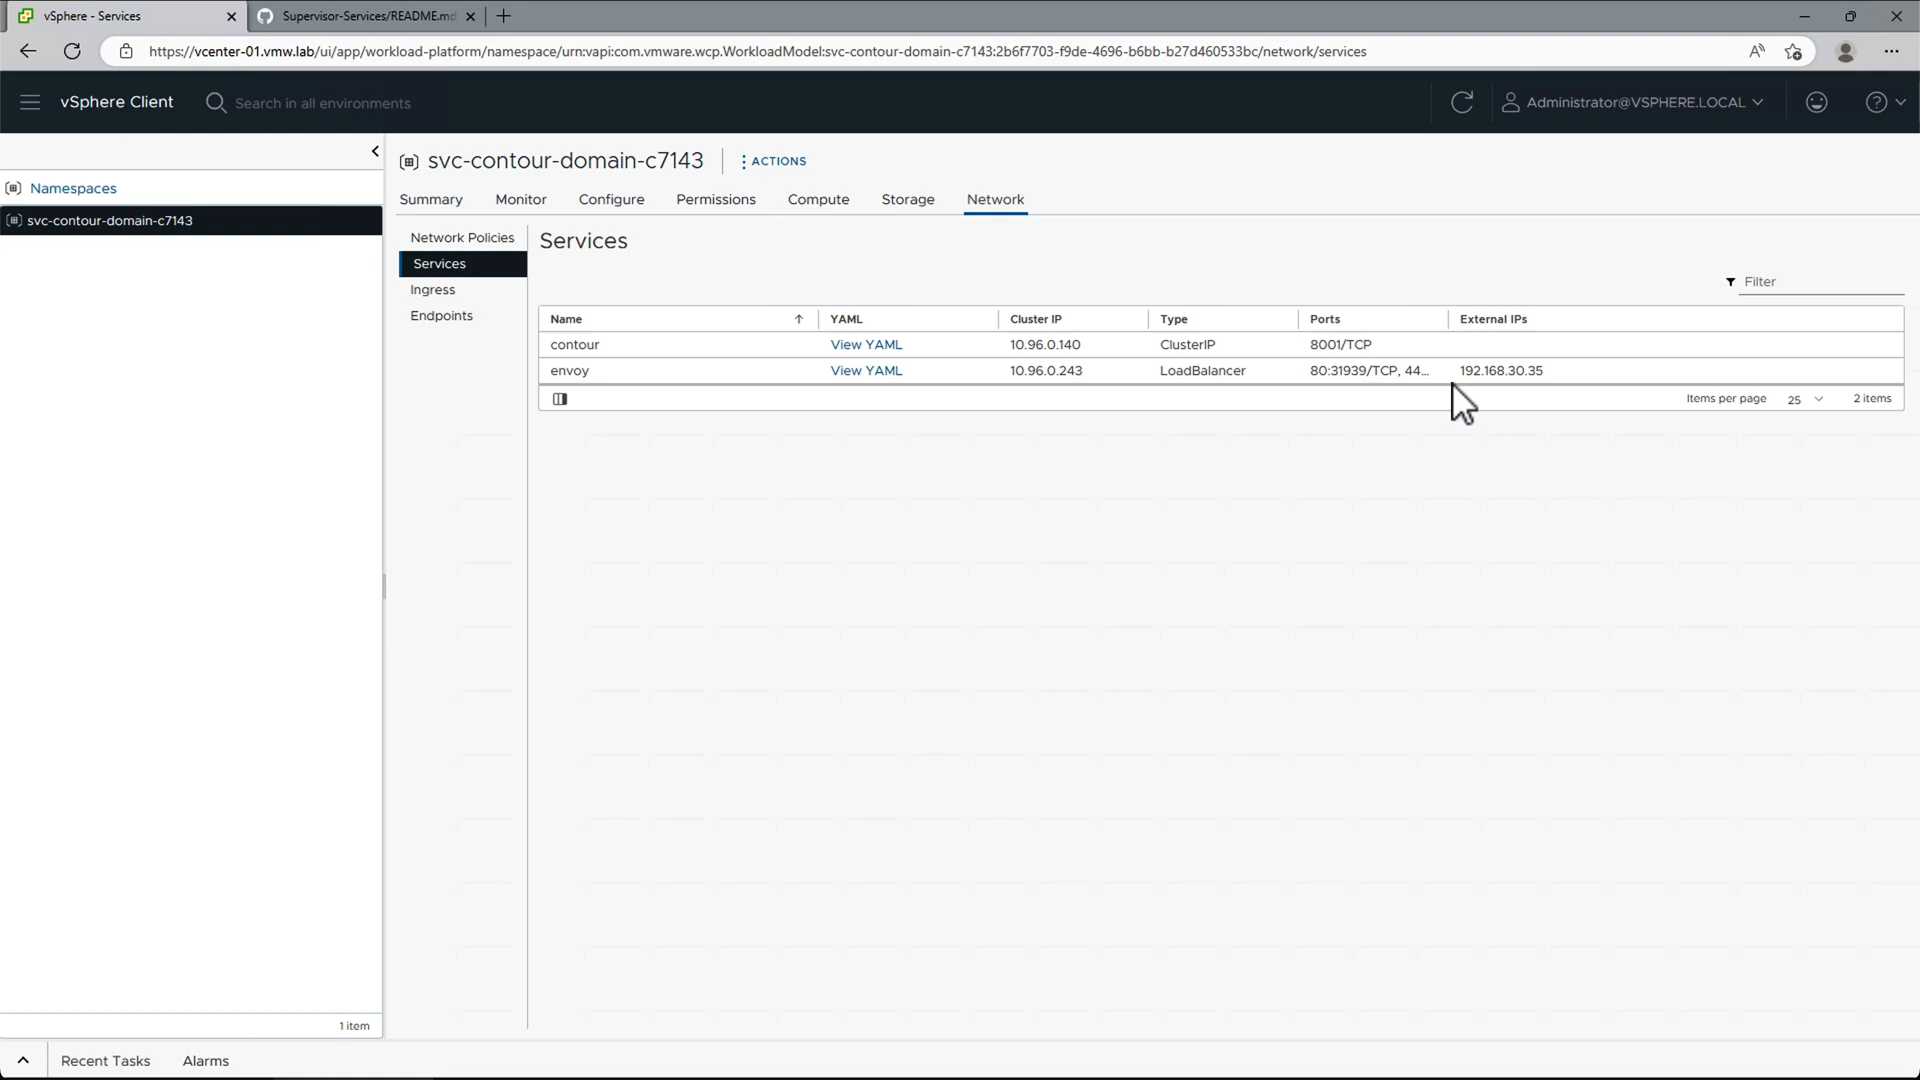 vSphere - Services
Supervisor-Services/README.md
https://vcenter-01.vmw.lab/ui/app/workload-platform/namespace/urn:vapi:com.vmware.wcp.WorkloadModel:svc-contour-domain-c7143:2b6f7703-f9de-4696-b6bb-b27d460533bc/network/services
vSphere Client
Search in all environments
Administrator@VSPHERE.LOCAL
Namespaces
svc-contour-domain-c7143
1 item
svc-contour-domain-c7143
ACTIONS
Summary Monitor Configure Permissions Compute Storage Network
Network Policies
Services
Ingress
Endpoints
Services
Filter
Name YAML Cluster IP Type Ports External IPs
contour View YAML 10.96.0.140 ClusterIP 8001/TCP
envoy View YAML 10.96.0.243 LoadBalancer 80:31939/TCP, 44... 192.168.30.35
Items per page 25 2 items
Recent Tasks Alarms